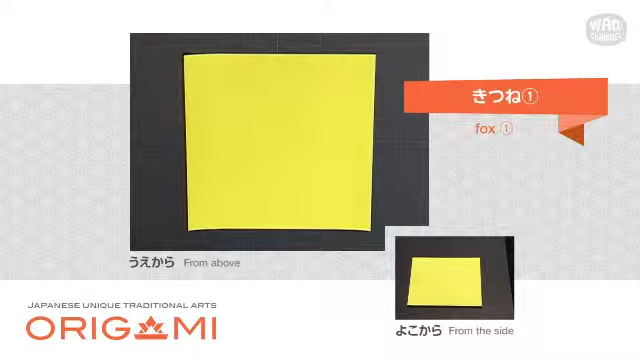 WAO!
CHANNEL
きつね①
fox ①
うえから From above
よこから From the side
JAPANESE UNIQUE TRADITIONAL ARTS
ORIGAMI